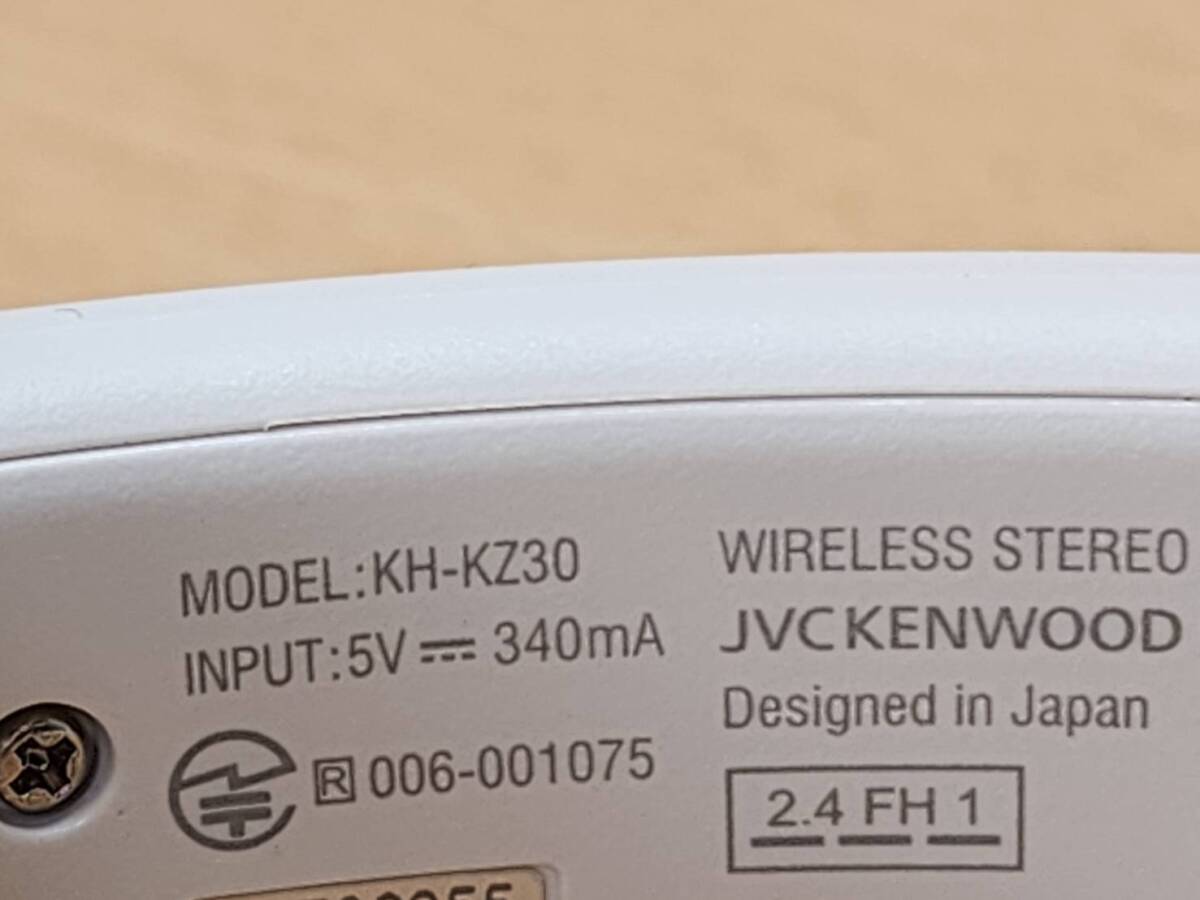 MODEL:KH-KZ30
INPUT:5V⎓340mA
R 006-001075
WIRELESS STEREO
JVCKENWOOD
Designed in Japan
2.4 FH 1